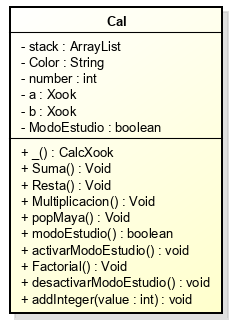 Cal
- stack : ArrayList
- Color : String
- number : int
- a : Xook
- b : Xook
- ModoEstudio : boolean
+ _() : CalcXook
+ Suma() : Void
+ Resta() : Void
+ Multiplicacion() : Void
+ popMaya() : Void
+ modoEstudio() : boolean
+ activarModoEstudio() : void
+ Factorial() : Void
+ desactivarModoEstudio() : void
+ addInteger(value : int) : void